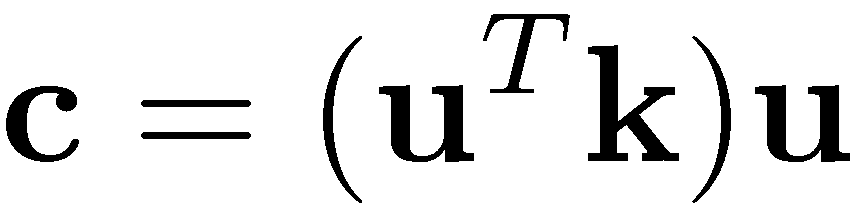 c = (u^T k)u